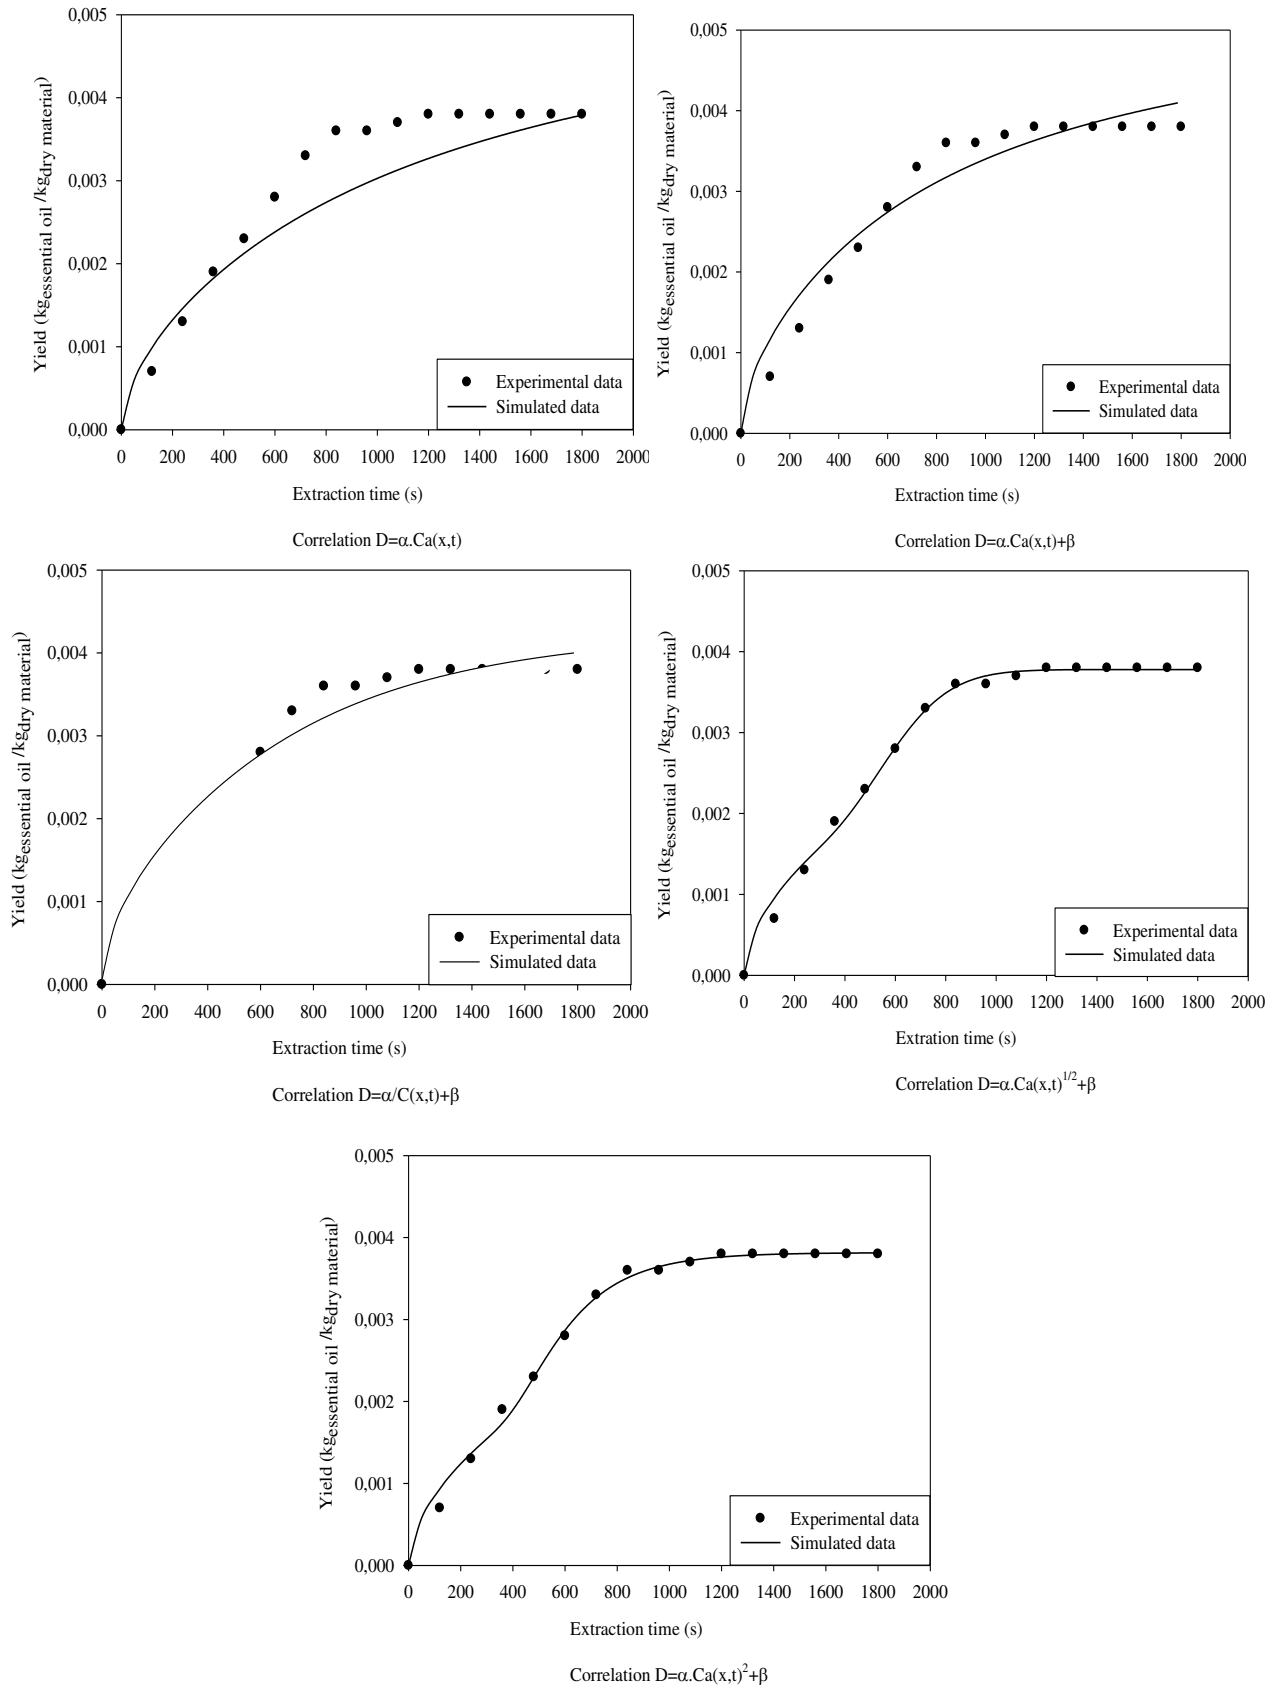 0,005
0,004
0,003
0,002
0,001
0,000
Yield (kgessential oil /kgdry material)
Experimental data
Simulated data
0 200 400 600 800 1000 1200 1400 1600 1800 2000
Extraction time (s)
Correlation D=α.Ca(x,t)
0,005
0,004
0,003
0,002
0,001
0,000
Yield (kgessential oil /kgdry material)
Experimental data
Simulated data
0 200 400 600 800 1000 1200 1400 1600 1800 2000
Extraction time (s)
Correlation D=α.Ca(x,t)+β
0,005
0,004
0,003
0,002
0,001
0,000
Yield (kgessential oil /kgdry material)
Experimental data
Simulated data
0 200 400 600 800 1000 1200 1400 1600 1800 2000
Extraction time (s)
Correlation D=α/C(x,t)+β
0,005
0,004
0,003
0,002
0,001
0,000
Yield (kgessential oil /kgdry material)
Experimental data
Simulated data
0 200 400 600 800 1000 1200 1400 1600 1800 2000
Extration time (s)
Correlation D=α.Ca(x,t)^1/2+β
0,005
0,004
0,003
0,002
0,001
0,000
Yield (kgessential oil /kgdry material)
Experimental data
Simulated data
0 200 400 600 800 1000 1200 1400 1600 1800 2000
Extraction time (s)
Correlation D=α.Ca(x,t)²+β